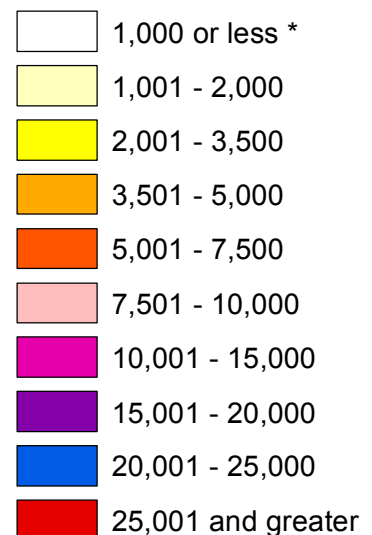 1,000 or less *
1,001 - 2,000
2,001 - 3,500
3,501 - 5,000
5,001 - 7,500
7,501 - 10,000
10,001 - 15,000
15,001 - 20,000
20,001 - 25,000
25,001 and greater